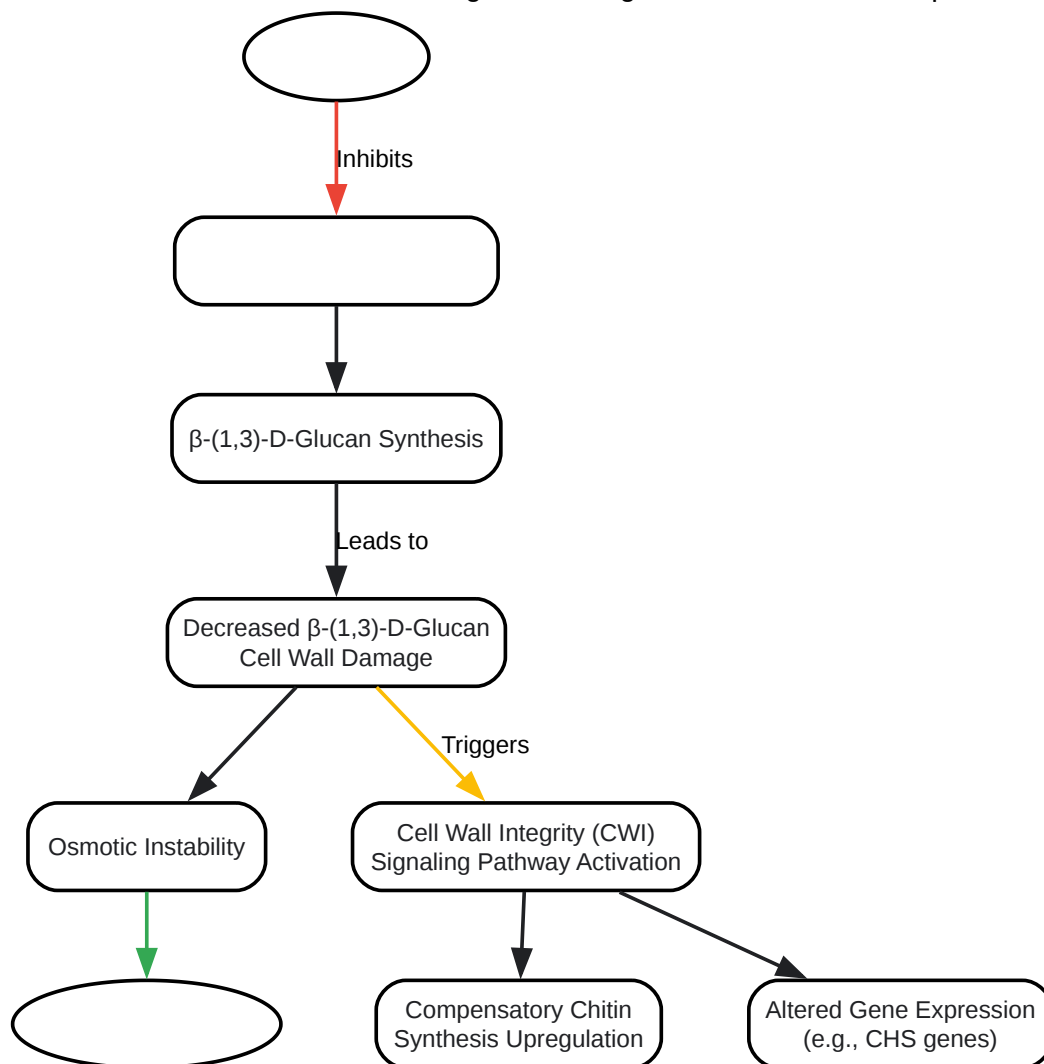 Inhibits
β-(1,3)-D-Glucan Synthesis
Leads to
Decreased β-(1,3)-D-Glucan
Cell Wall Damage
Triggers
Osmotic Instability
Cell Wall Integrity (CWI)
Signaling Pathway Activation
Compensatory Chitin
Synthesis Upregulation
Altered Gene Expression
(e.g., CHS genes)